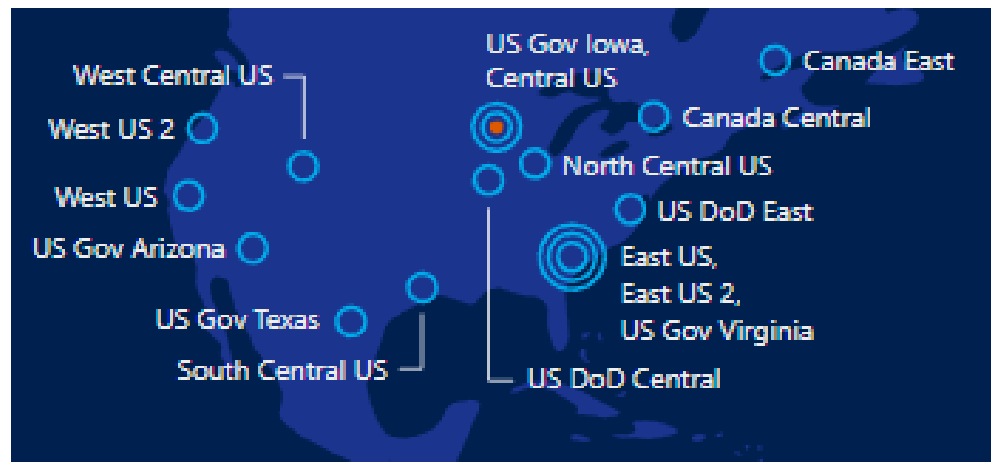 US Gov Iowa,
Central US
Canada East
West Central US
West US 2
Canada Central
North Central US
West US
US DoD East
US Gov Arizona
East US,
East US 2,
US Gov Virginia
US Gov Texas
South Central US
US DoD Central